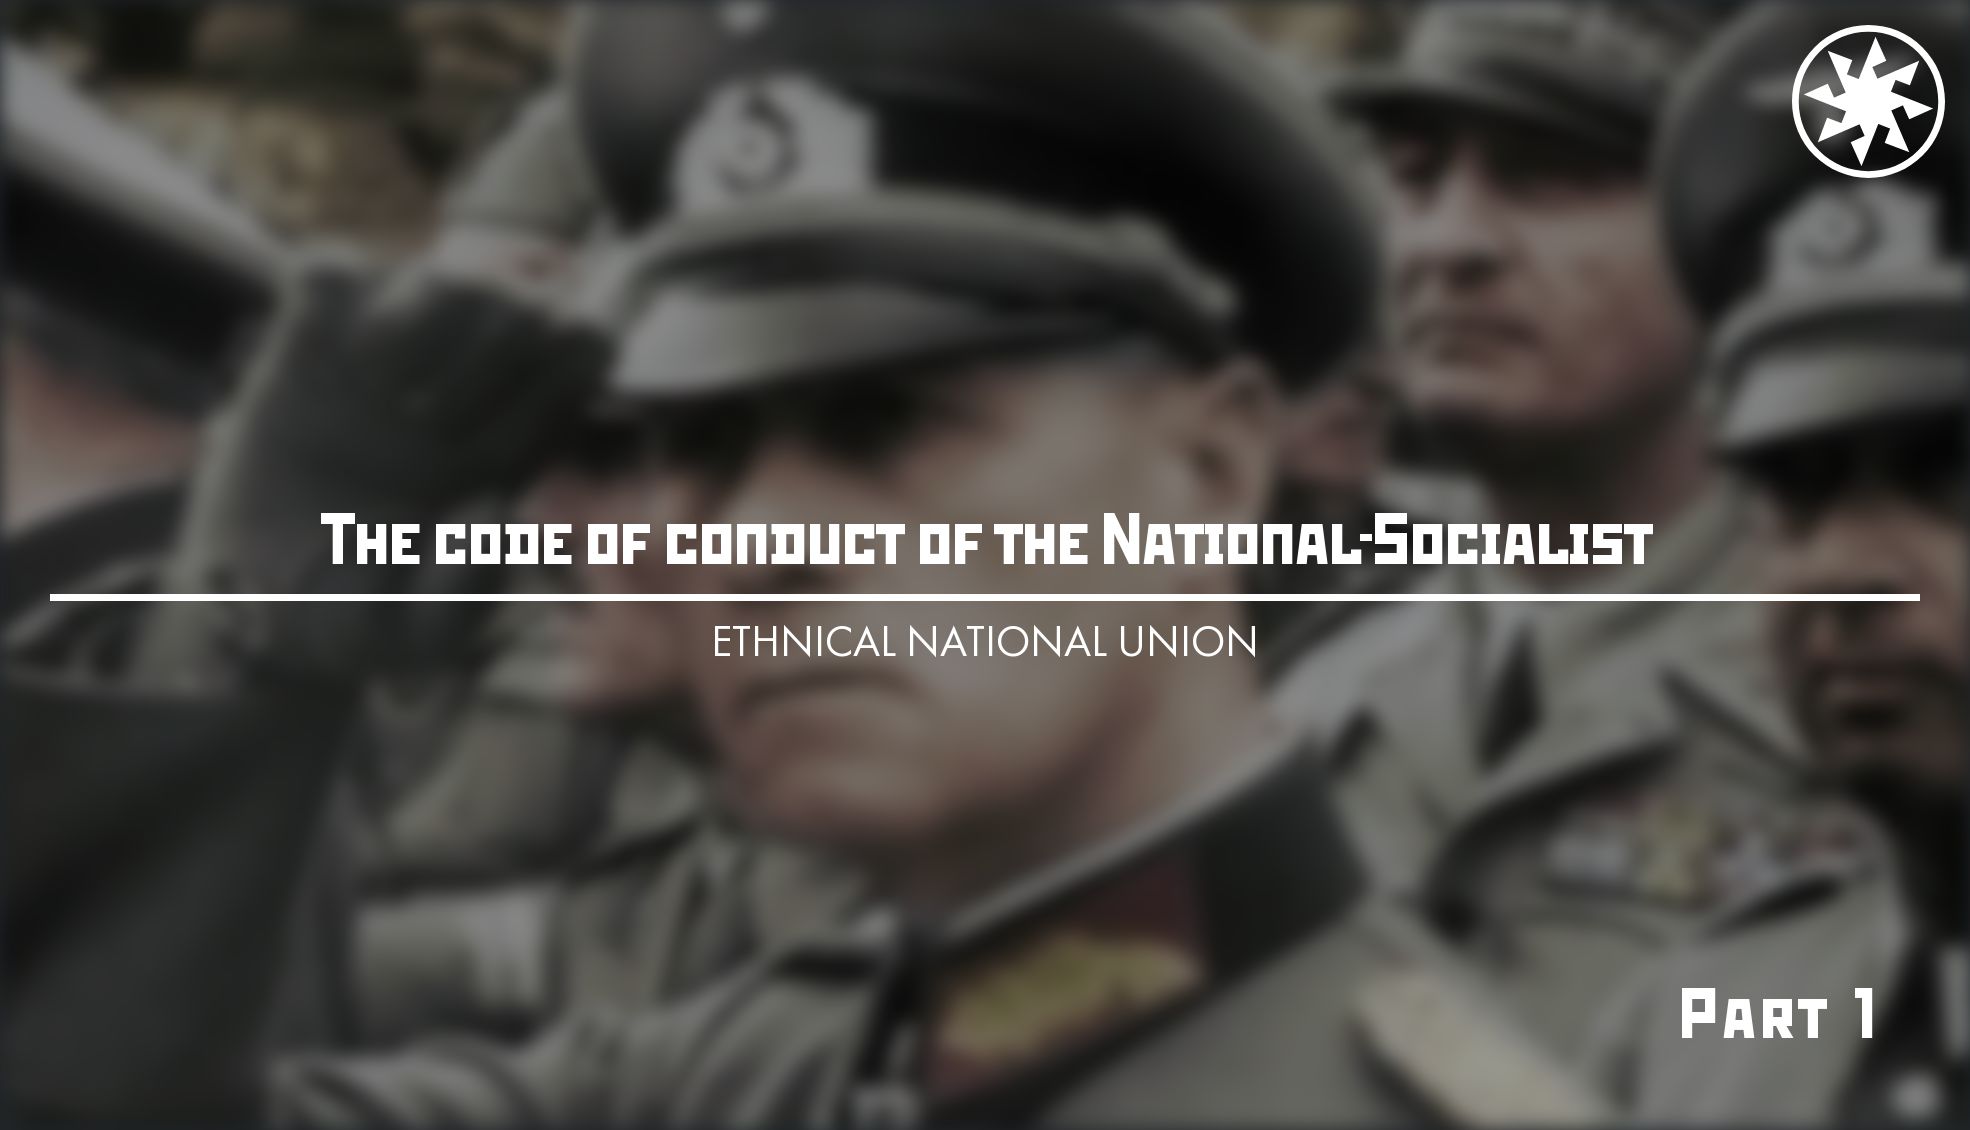 The code of conduct of the National-Socialist
ETHNICAL NATIONAL UNION
Part 1